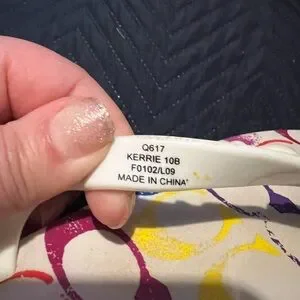 Q617
KERRIE 10B
F0102/L09
MADE IN CHINA